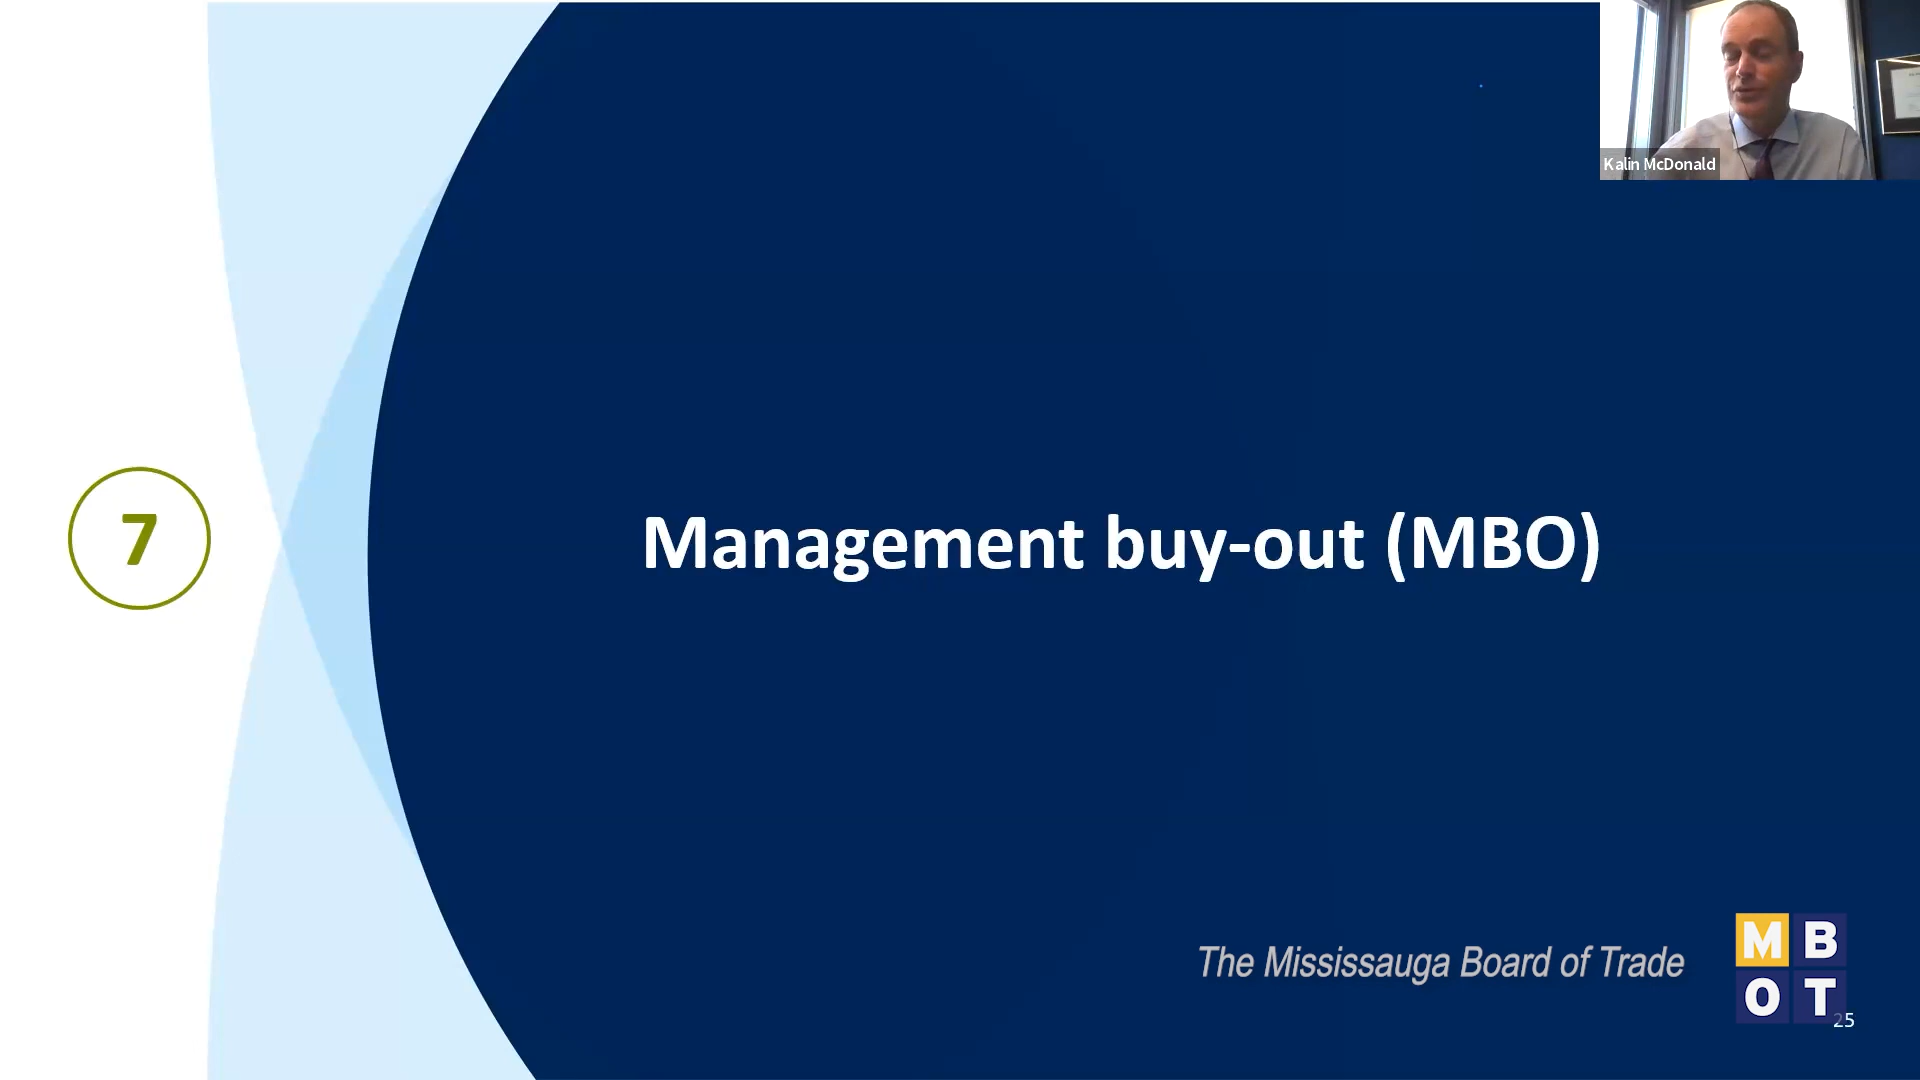 Kalin McDonald
7
Management buy-out (MBO)
The Mississauga Board of Trade
M B
O T
25